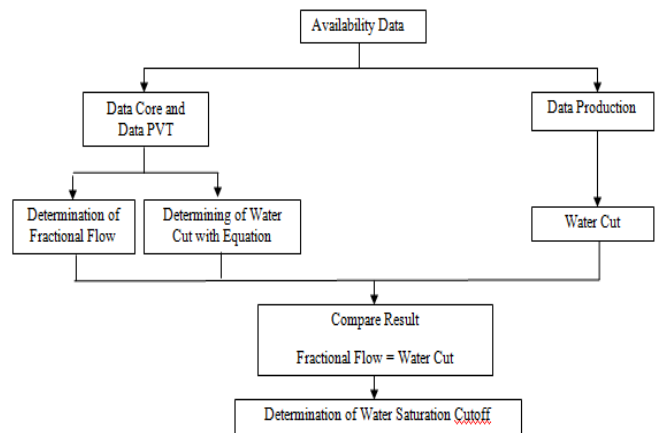 Availability Data
Data Core and
Data PVT
Data Production
Determination of
Fractional Flow
Determining of Water
Cut with Equation
Water Cut
Compare Result
Fractional Flow = Water Cut
Determination of Water Saturation Cutoff